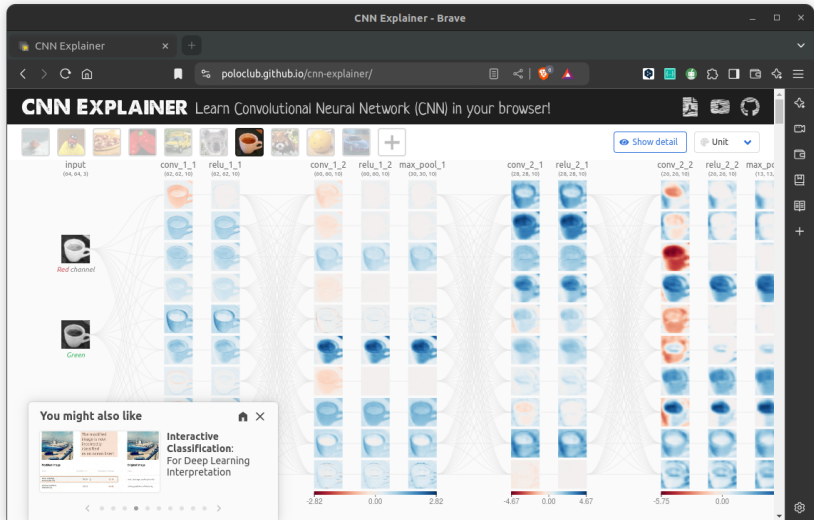 CNN Explainer - Brave
CNN Explainer
poloclub.github.io/cnn-explainer/
6
CNN EXPLAINER Learn Convolutional Neural Network (CNN) in your browser!
Show detail
Unit
input
(64, 64, 3)
conv_1_1
(62, 62, 10)
relu_1_1
(62, 62, 10)
conv_1_2
(60, 60, 10)
relu_1_2
(60, 60, 10)
max_pool_1
(30, 30, 10)
conv_2_1
(28, 28, 10)
relu_2_1
(28, 28, 10)
conv_2_2
(26, 26, 10)
relu_2_2
(26, 26, 10)
max_po
(13, 13,
Red channel
Green
You might also like
Interactive
Classification:
For Deep Learning
Interpretation
-2.82 0.00 2.82
-4.67 0.00 4.67
-5.75 0.00